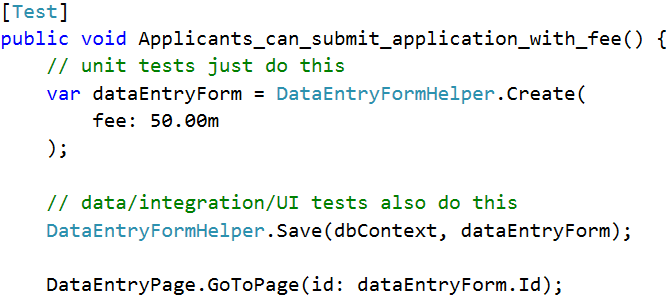 [Test]
public void Applicants_can_submit_application_with_fee() {
    // unit tests just do this
    var dataEntryForm = DataEntryFormHelper.Create(
        fee: 50.00m
    );

    // data/integration/UI tests also do this
    DataEntryFormHelper.Save(dbContext, dataEntryForm);

    DataEntryPage.GoToPage(id: dataEntryForm.Id);